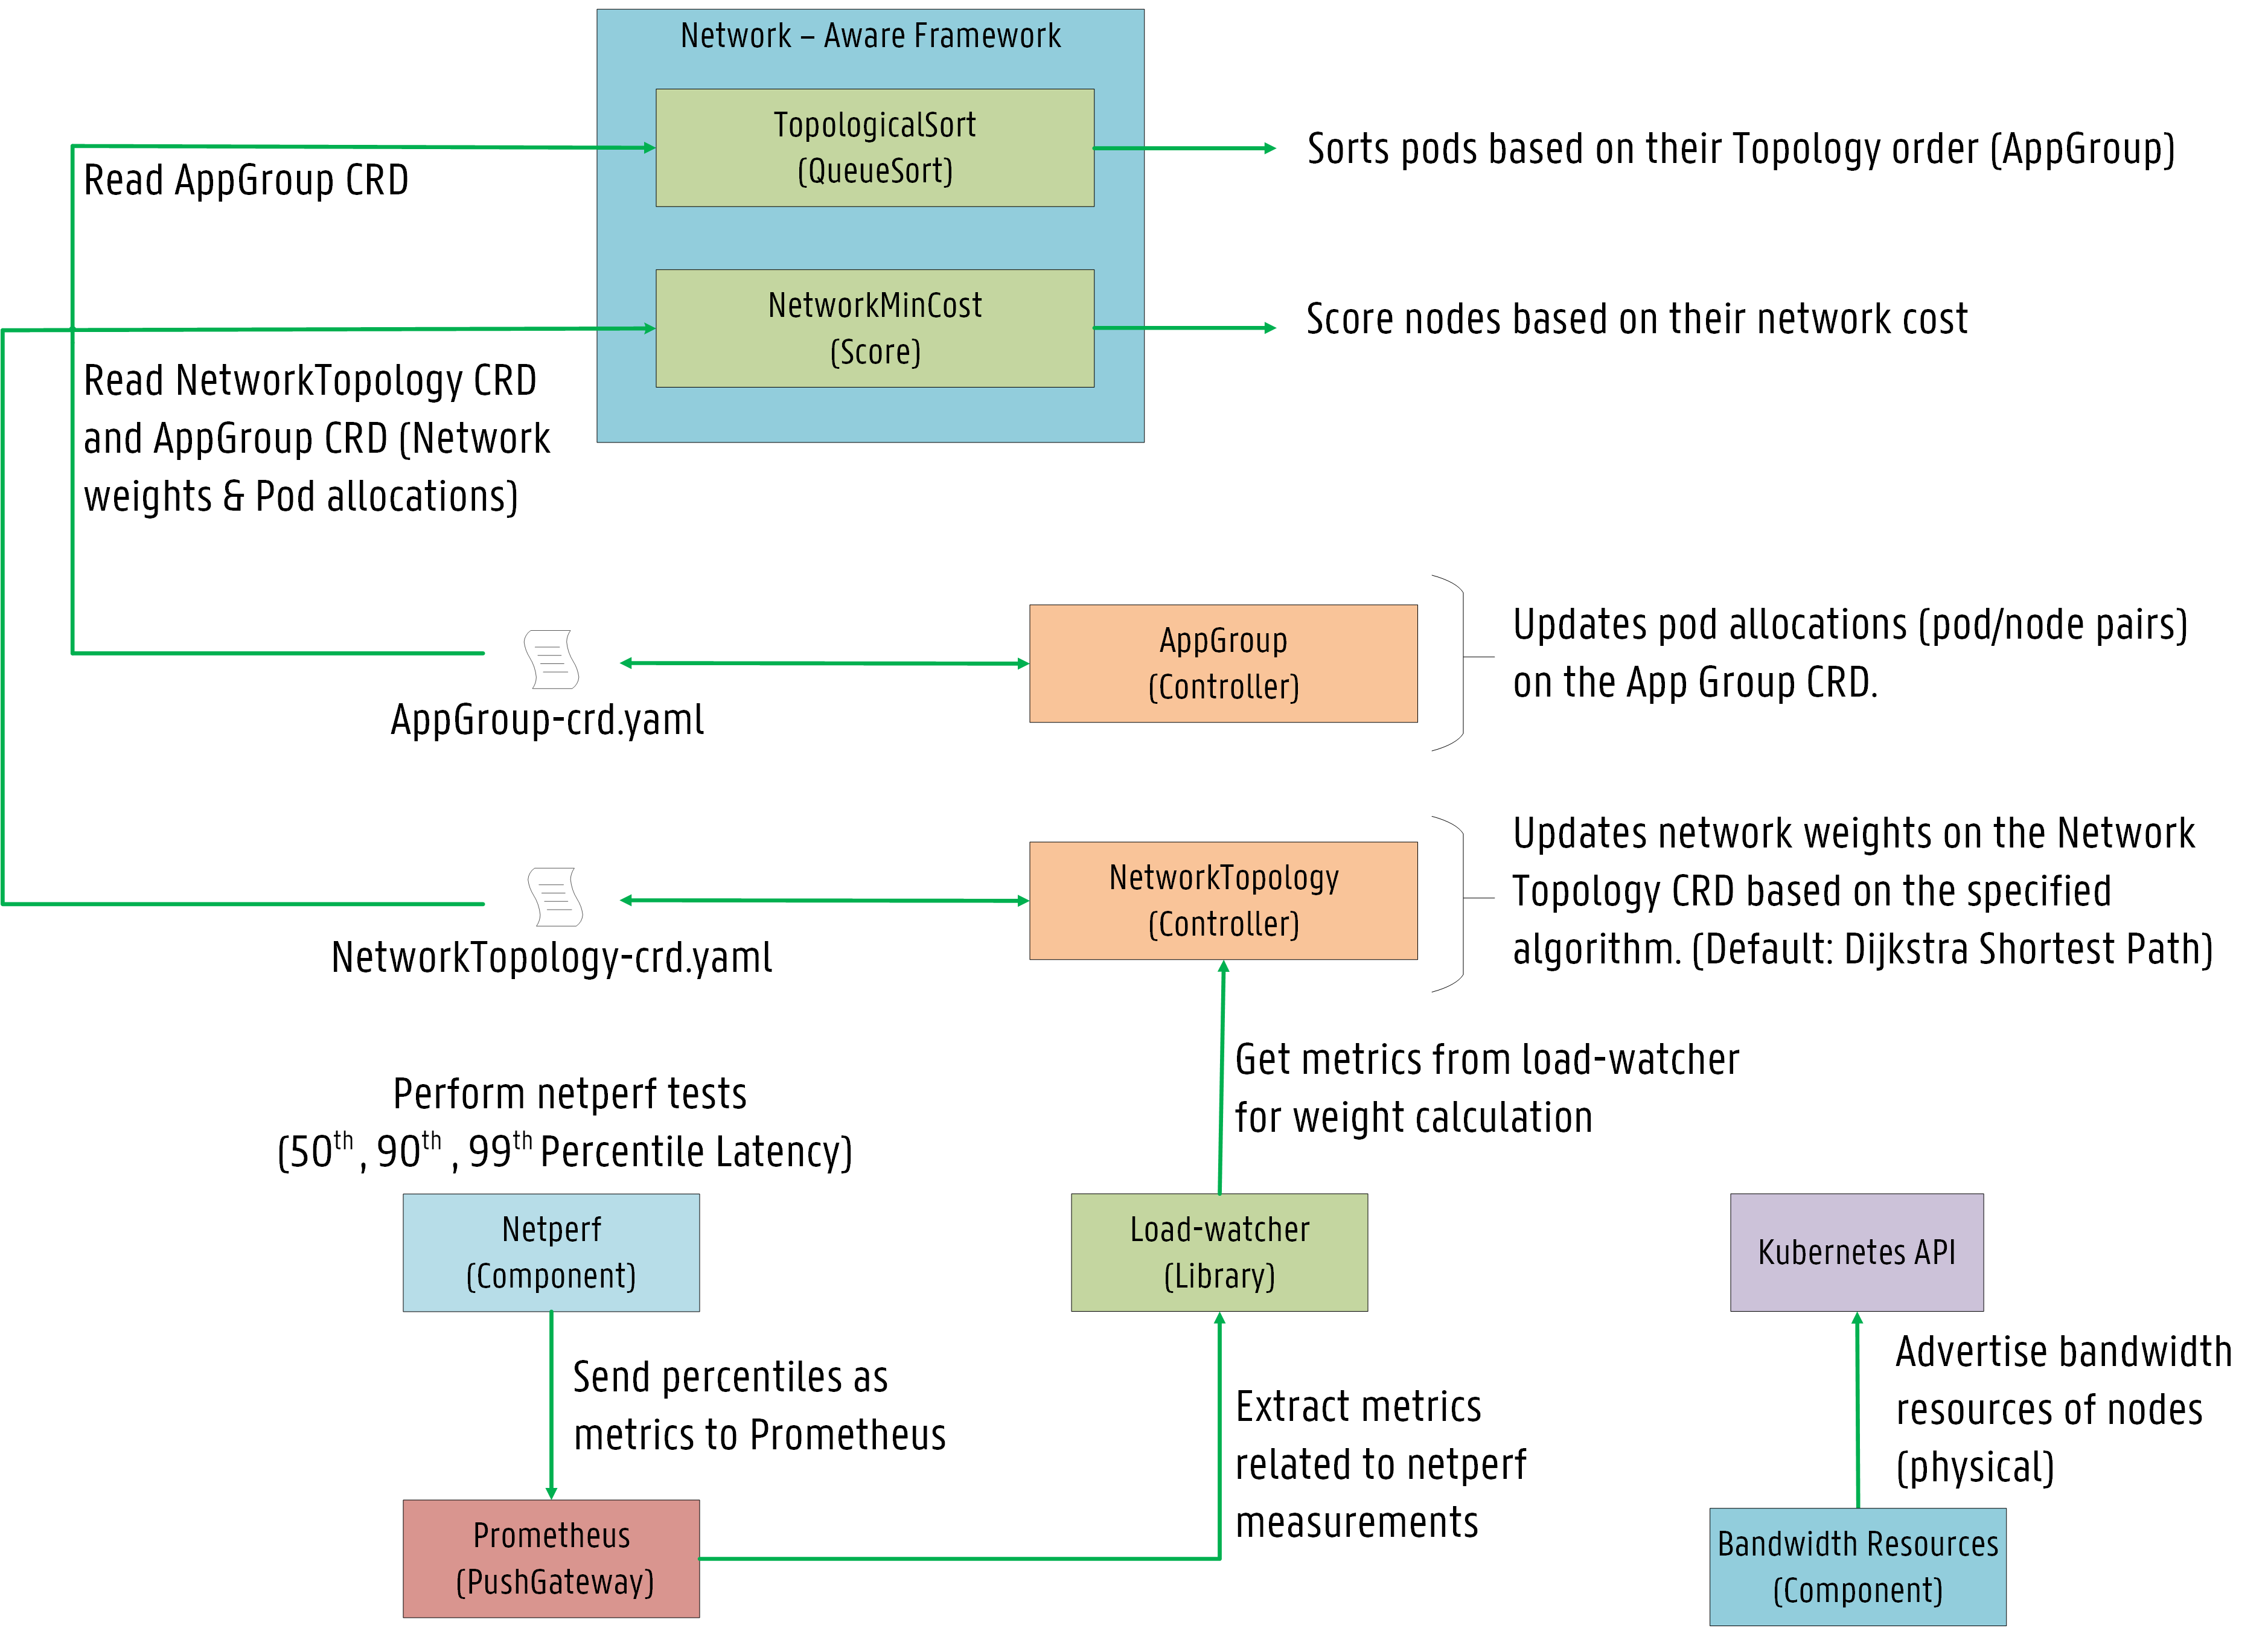 Network – Aware Framework
TopologicalSort
(QueueSort)
Sorts pods based on their Topology order (AppGroup)
Read AppGroup CRD
NetworkMinCost
(Score)
Score nodes based on their network cost
Read NetworkTopology CRD
and AppGroup CRD (Network
weights & Pod allocations)
AppGroup-crd.yaml
AppGroup
(Controller)
Updates pod allocations (pod/node pairs)
on the App Group CRD.
NetworkTopology-crd.yaml
NetworkTopology
(Controller)
Updates network weights on the Network
Topology CRD based on the specified
algorithm. (Default: Dijkstra Shortest Path)
Get metrics from load-watcher
for weight calculation
Perform netperf tests
(50th , 90th , 99th Percentile Latency)
Netperf
(Component)
Load-watcher
(Library)
Kubernetes API
Send percentiles as
metrics to Prometheus
Extract metrics
related to netperf
measurements
Advertise bandwidth
resources of nodes
(physical)
Prometheus
(PushGateway)
Bandwidth Resources
(Component)